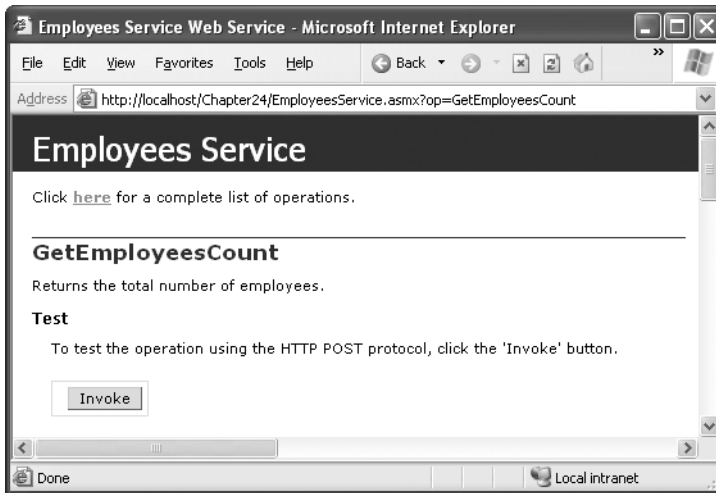 Employees Service Web Service - Microsoft Internet Explorer
File Edit View Favorites Tools Help Back »
Address http://localhost/Chapter24/EmployeesService.asmx?op=GetEmployeesCount
Employees Service
Click here for a complete list of operations.
GetEmployeesCount
Returns the total number of employees.
Test
To test the operation using the HTTP POST protocol, click the 'Invoke' button.
Invoke
Done Local intranet